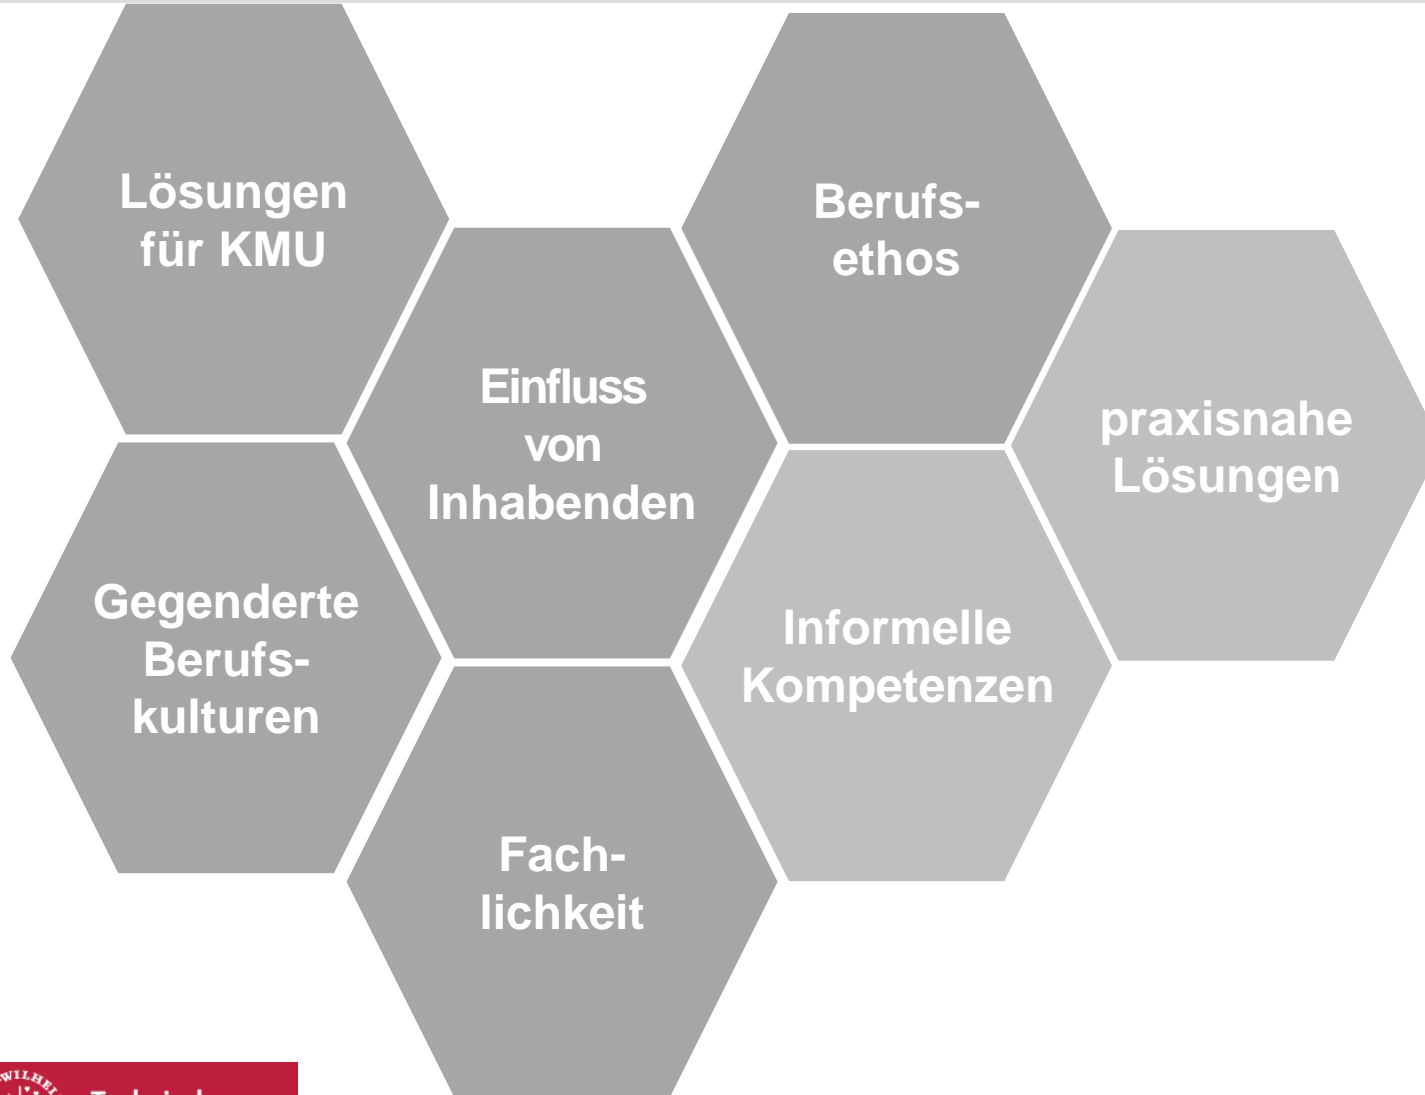 Lösungen
für KMU
Berufs-
ethos
Einfluss
von
Inhabenden
praxisnahe
Lösungen
Gegenderte
Berufs-
kulturen
Informelle
Kompetenzen
Fach-
lichkeit